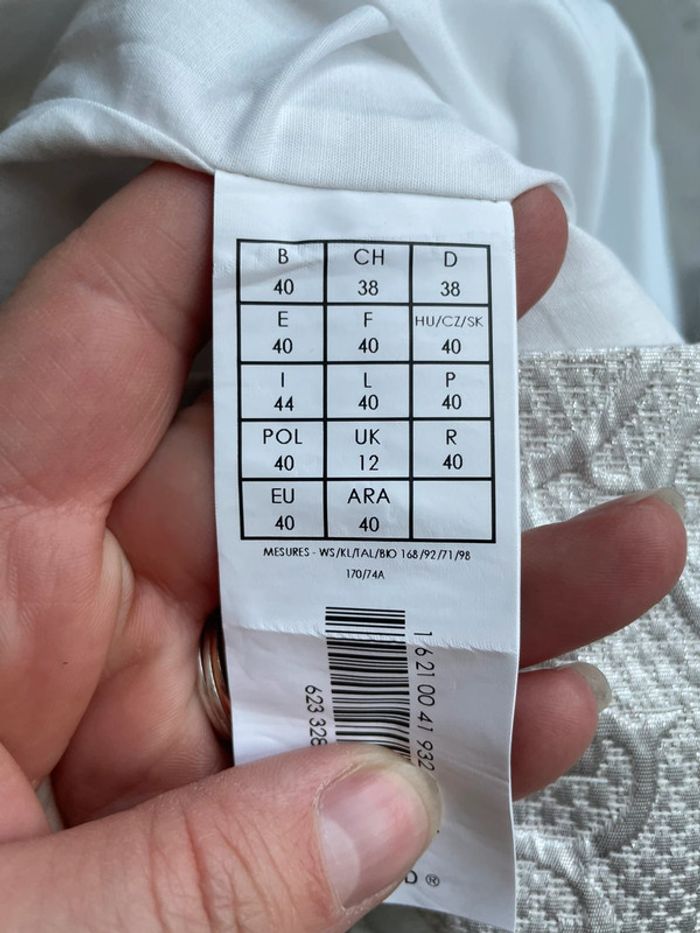 B CH D
40 38 38
E F HU/CZ/SK
40 40 40
I L P
44 40 40
POL UK R
40 12 40
EU ARA
40 40
MESURES - WS/KL/TAL/BIO 168/92/71/98
170/74A
1 621 00 41 932
623 328
D ®